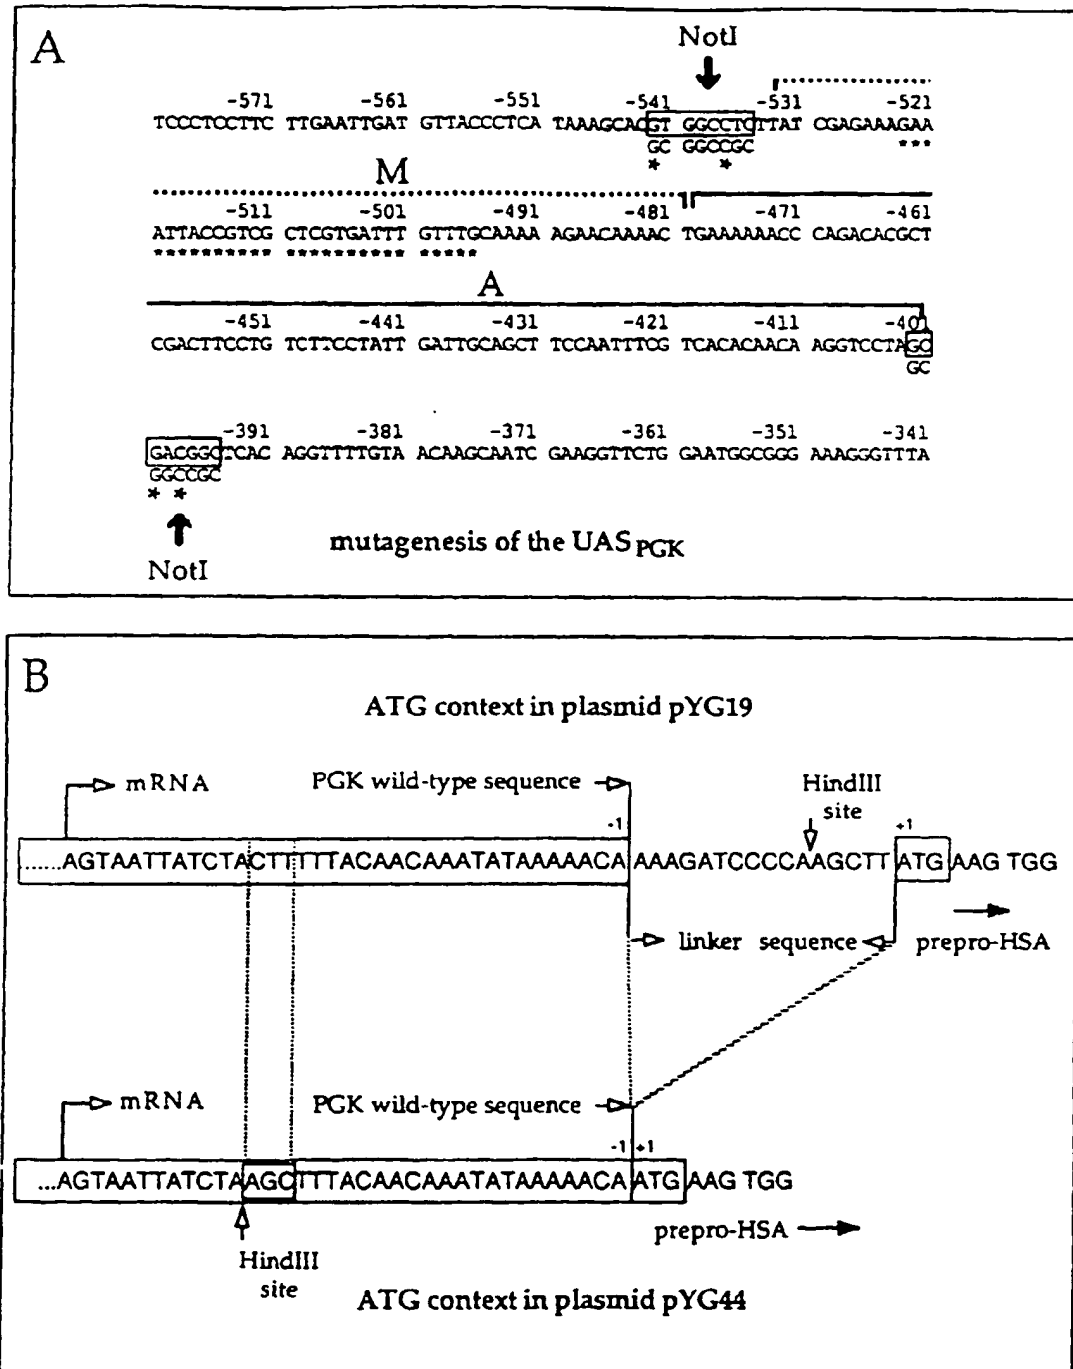 A
NotI
-571 -561 -551 -541 -531 -521
TCCCTCCTTC TTGAATTGAT GTTACCCTCA TAAAGCACGT GGCCTCTTAT CGAGAAAGAA
GC GGCCGC
* * ***
M
-511 -501 -491 -481 -471 -461
ATTACCGTCG CTCGTGATTT GTTTGCAAAA AGAACAAAAC TGAAAAAACC CAGACACGCT
********** ********** *****
A
-451 -441 -431 -421 -411 -401
CGACTTCCTG TCTTCCTATT GATTGCAGCT TCCAATTTCG TCACACAACA AGGTCCTAGC
GC
-391 -381 -371 -361 -351 -341
GACGGCTCAC AGGTTTTGTA ACAAGCAATC GAAGGTTCTG GAATGGCGGG AAAGGGTTTA
GGCCGC
* *
NotI
mutagenesis of the UAS PGK
B
ATG context in plasmid pYG19
mRNA
PGK wild-type sequence
HindIII
site
-1 +1
......AGTAATTATCTACTTTTTACAACAAATATAAAAACA AAAGATCCCCAAGCTT ATG AAG TGG
linker sequence
prepro-HSA
mRNA
PGK wild-type sequence
-1 +1
...AGTAATTATCTAAGCTTTACAACAAATATAAAAACA ATG AAG TGG
prepro-HSA
HindIII
site
ATG context in plasmid pYG44